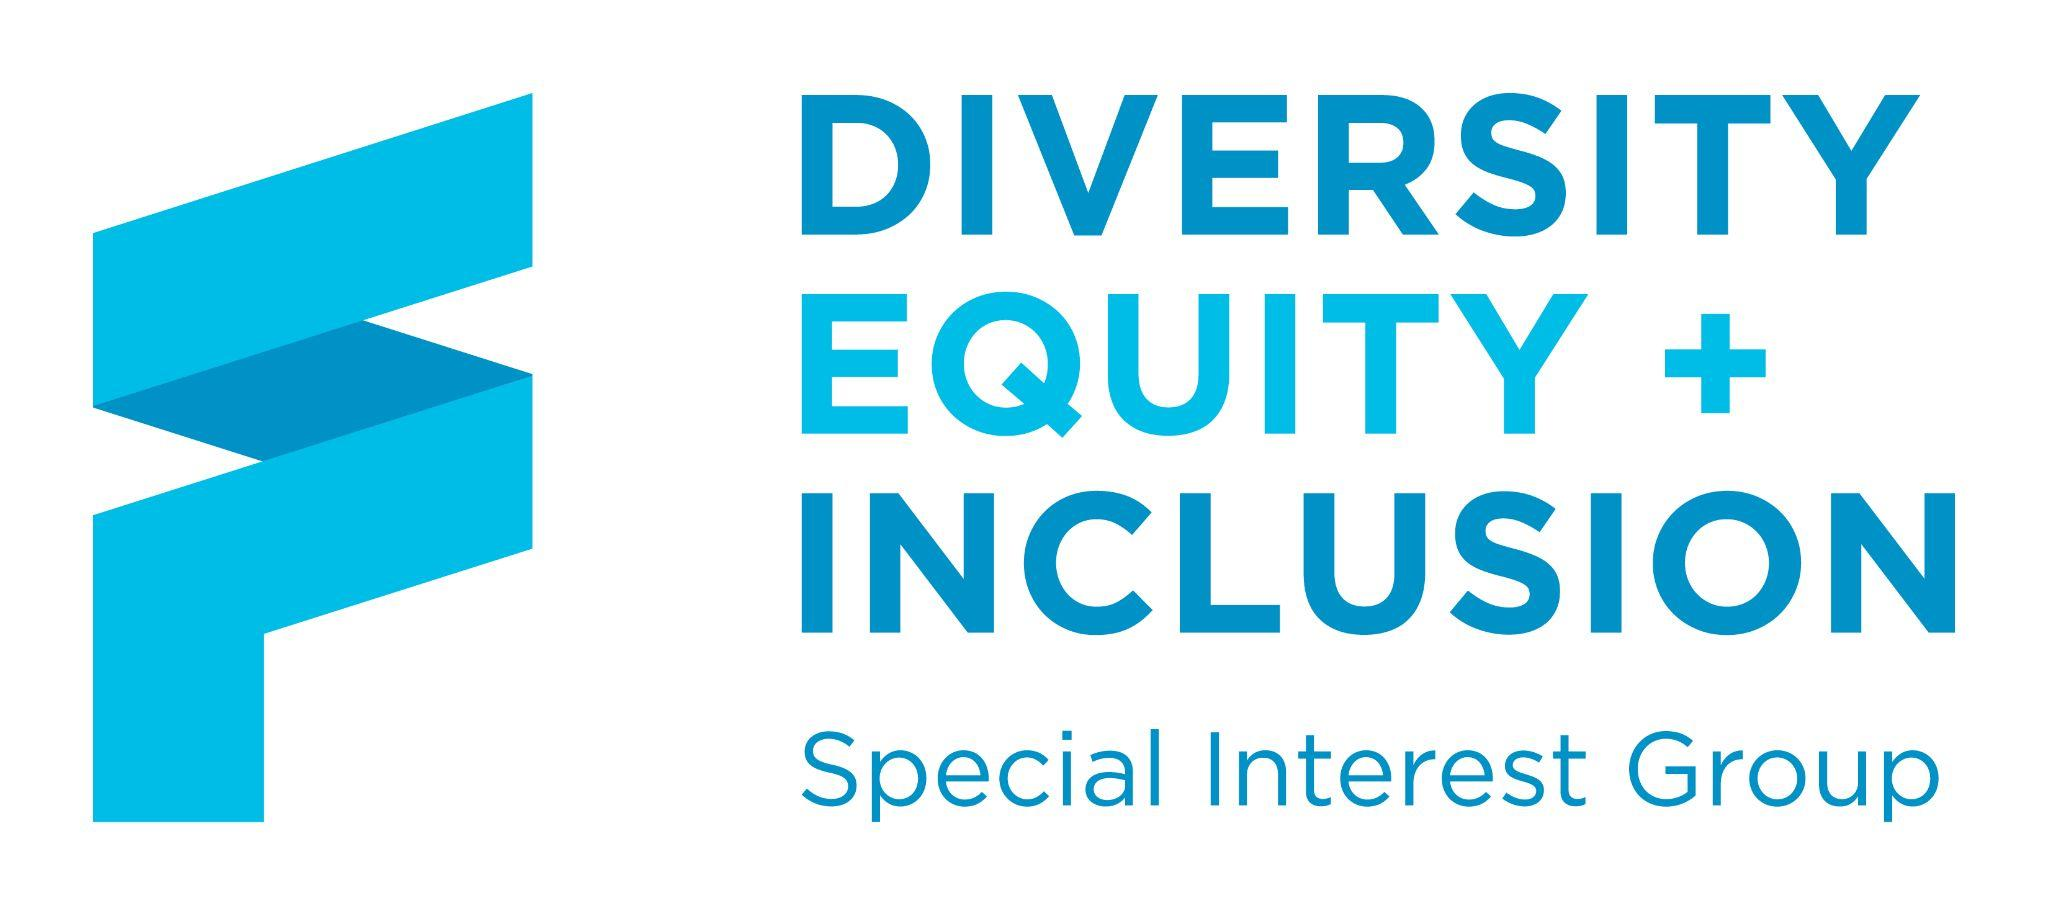 DIVERSITY
EQUITY +
INCLUSION
Special Interest Group